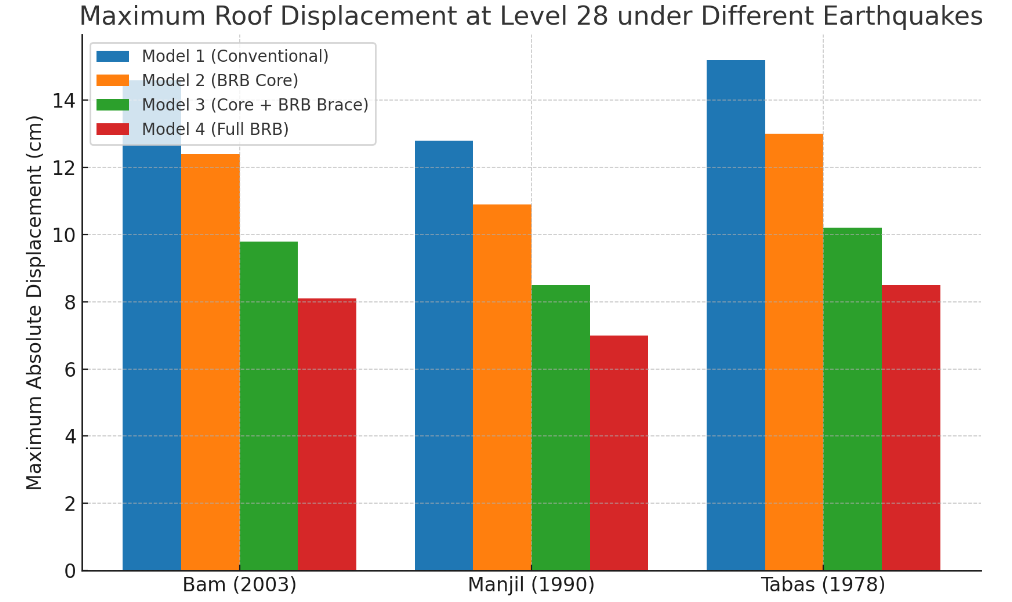 Maximum Roof Displacement at Level 28 under Different Earthquakes
Model 1 (Conventional)
Model 2 (BRB Core)
Model 3 (Core + BRB Brace)
Model 4 (Full BRB)
Maximum Absolute Displacement (cm)
14
12
10
8
6
4
2
0
Bam (2003)
Manjil (1990)
Tabas (1978)